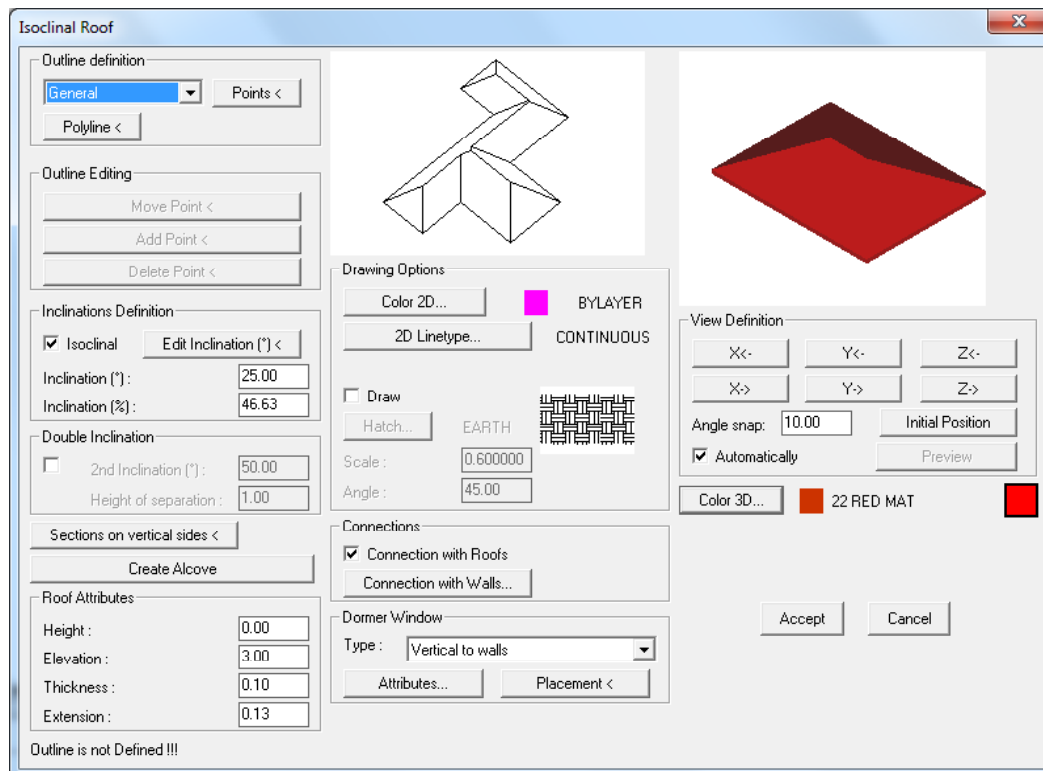 Isoclinal Roof
Outline definition
General
Points <
Polyline <
Outline Editing
Move Point <
Add Point <
Delete Point <
Inclinations Definition
Isoclinal
Edit Inclination (°) <
Inclination (°) :
25.00
Inclination (%) :
46.63
Double Inclination
2nd Inclination (°) :
50.00
Height of separation :
1.00
Sections on vertical sides <
Create Alcove
Roof Attributes
Height :
0.00
Elevation :
3.00
Thickness :
0.10
Extension :
0.13
Outline is not Defined !!!
Drawing Options
Color 2D...
BYLAYER
2D Linetype...
CONTINUOUS
Draw
Hatch...
EARTH
Scale :
0.600000
Angle :
45.00
Connections
Connection with Roofs
Connection with Walls...
Dormer Window
Type :
Vertical to walls
Attributes...
Placement <
View Definition
X<-
Y<-
Z<-
X->
Y->
Z->
Angle snap:
10.00
Initial Position
Automatically
Preview
Color 3D...
22 RED MAT
Accept
Cancel